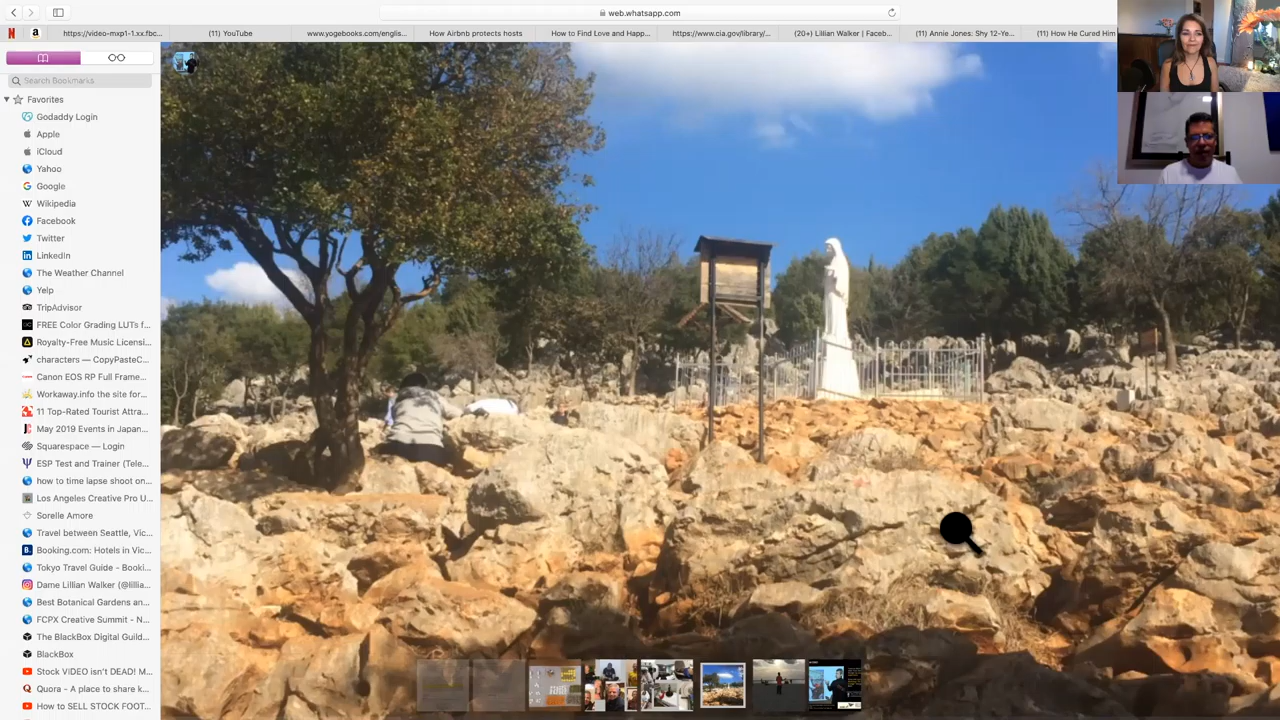 web.whatsapp.com
https://video-mxp1-1.xx.fbc...
(11) YouTube
www.yogebooks.com/englis...
How Airbnb protects hosts
How to Find Love and Happ...
https://www.cia.gov/library/...
(20+) Lillian Walker | Faceb...
(11) Annie Jones: Shy 12-Ye...
(11) How He Cured Him
Search Bookmarks
Favorites
Godaddy Login
Apple
iCloud
Yahoo
Google
Wikipedia
Facebook
Twitter
LinkedIn
The Weather Channel
Yelp
TripAdvisor
FREE Color Grading LUTs f...
Royalty-Free Music Licensi...
characters — CopyPasteC...
Canon EOS RP Full Frame...
Workaway.info the site for...
11 Top-Rated Tourist Attra...
May 2019 Events in Japan...
Squarespace — Login
ESP Test and Trainer (Tele...
how to time lapse shoot on...
Los Angeles Creative Pro U...
Sorelle Amore
Travel between Seattle, Vic...
Booking.com: Hotels in Vic...
Tokyo Travel Guide - Bookin...
Dame Lillian Walker (@lillia...
Best Botanical Gardens an...
FCPX Creative Summit - N...
The BlackBox Digital Guild...
BlackBox
Stock VIDEO isn't DEAD! M...
Quora - A place to share k...
How to SELL STOCK FOOT...